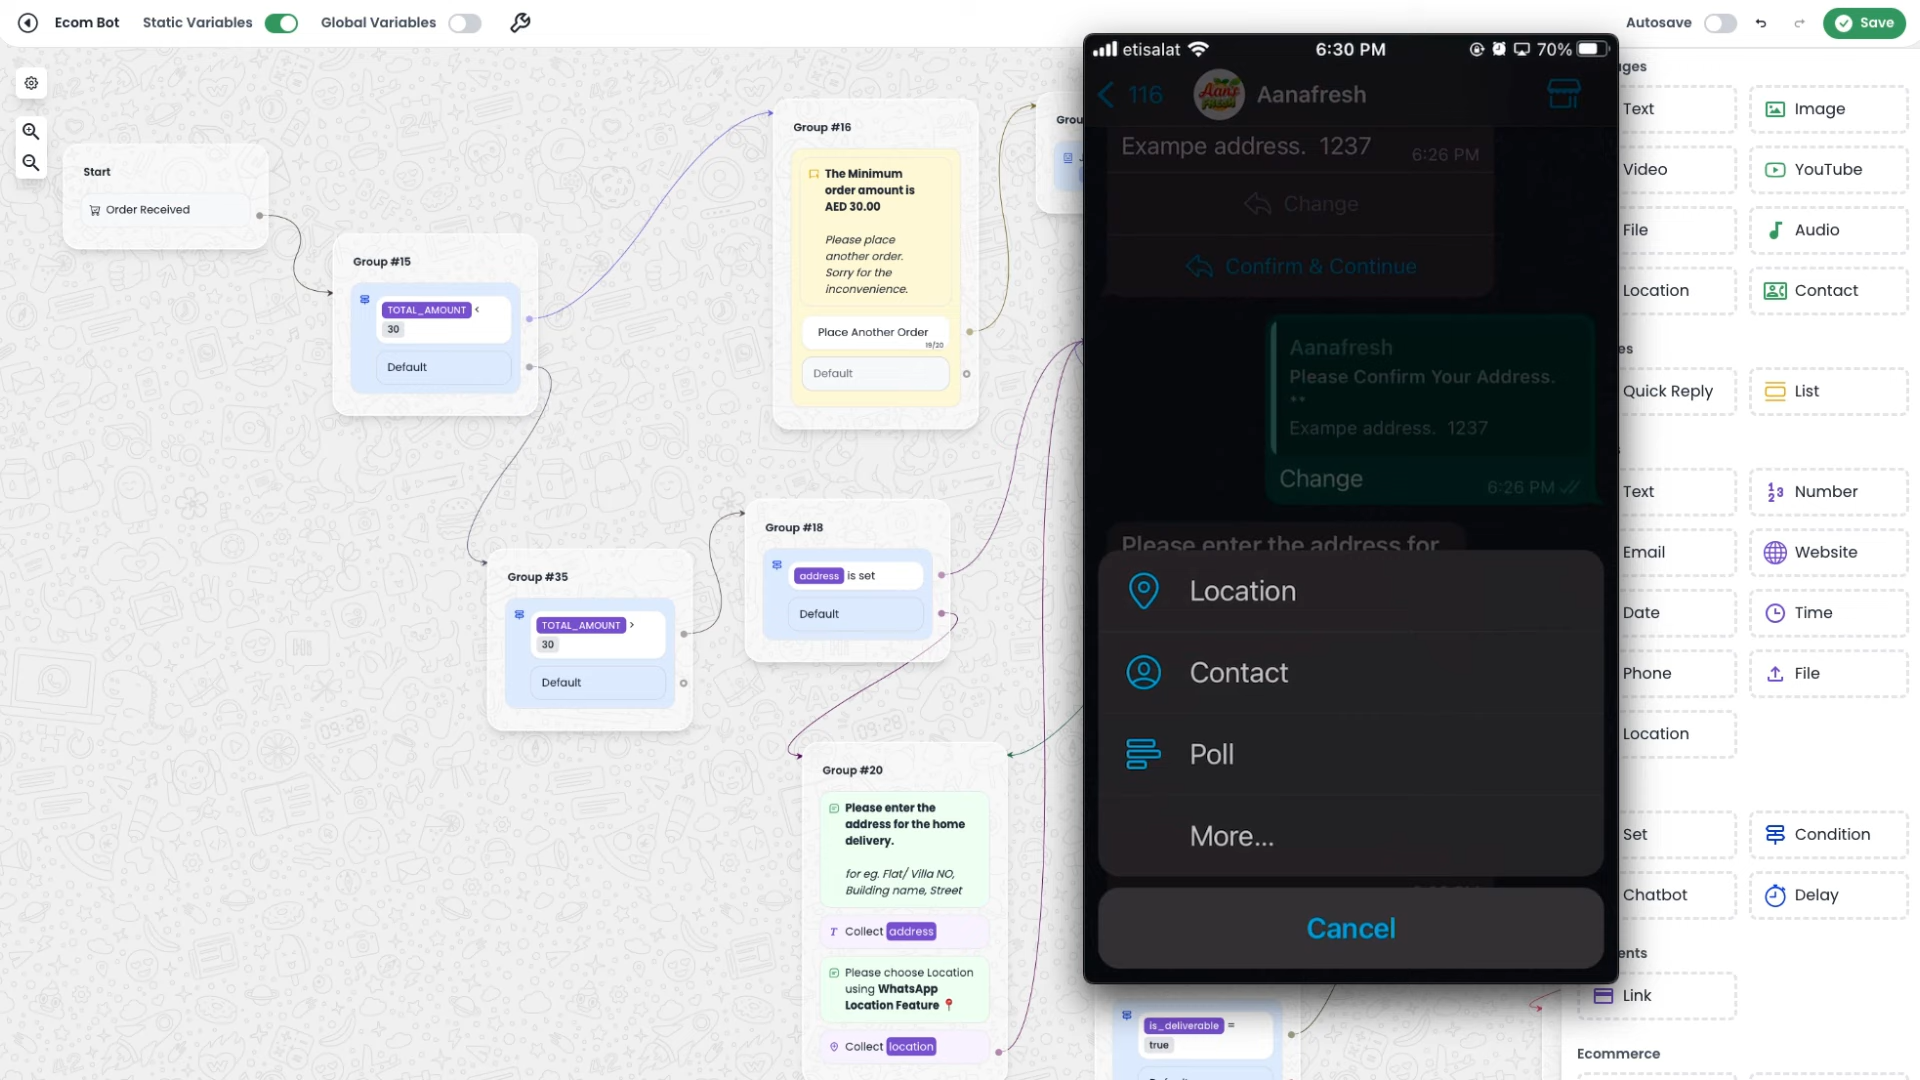 Ecom Bot
Static Variables
Global Variables
Autosave
Save
Start
Order Received
Group #15
TOTAL_AMOUNT <
30
Default
Group #16
The Minimum
order amount is
AED 30.00
Please place
another order.
Sorry for the
inconvenience.
Place Another Order
19/20
Default
Group #35
TOTAL_AMOUNT >
30
Default
Group #18
address is set
Default
Group #20
Please enter the
address for the home
delivery.
for eg. Flat/ Villa NO,
Building name, Street
Collect address
Please choose Location
using WhatsApp
Location Feature 📍
Collect location
is_deliverable =
true
etisalat
6:30 PM
70%
116
Aanafresh
Exampe address. 1237
6:26 PM
Change
Confirm & Continue
Aanafresh
Please Confirm Your Address.
**
Exampe address. 1237
Change
6:26 PM
Please enter the address for
Location
Contact
Poll
More...
Cancel
Text
Image
Video
YouTube
File
Audio
Location
Contact
Quick Reply
List
Text
Number
Email
Website
Date
Time
Phone
File
Location
Set
Condition
Chatbot
Delay
Link
Ecommerce